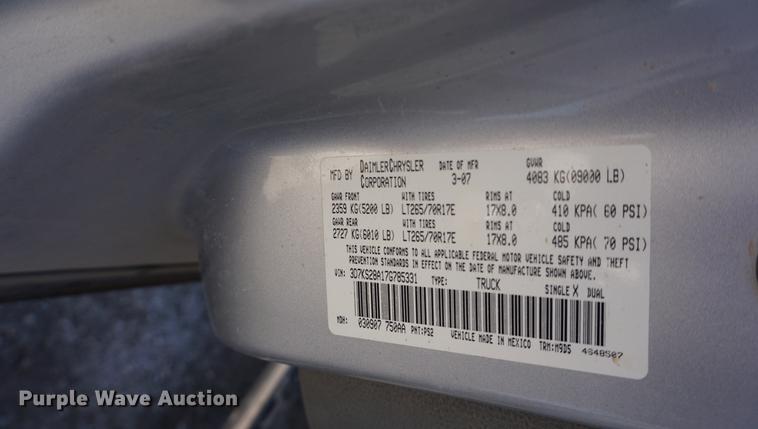 MFD BY DAIMLERCHRYSLER CORPORATION DATE OF MFR 3-07 GVWR 4083 KG(09000 LB)
GAWR FRONT WITH TIRES RIMS AT COLD
2359 KG(5200 LB) LT265/70R17E 17X8.0 410 KPA( 60 PSI)
GAWR REAR WITH TIRES RIMS AT COLD
2727 KG(6010 LB) LT265/70R17E 17X8.0 485 KPA( 70 PSI)
THIS VEHICLE CONFORMS TO ALL APPLICABLE FEDERAL MOTOR VEHICLE SAFETY AND THEFT
PREVENTION STANDARDS IN EFFECT ON THE DATE OF MANUFACTURE SHOWN ABOVE.
VIN: 3D7KS28A17G785331 TYPE: TRUCK SINGLE X DUAL
MDH: 030907 750AA PNT:PS2 VEHICLE MADE IN MEXICO TRM:M9D5 4648507
Purple Wave Auction